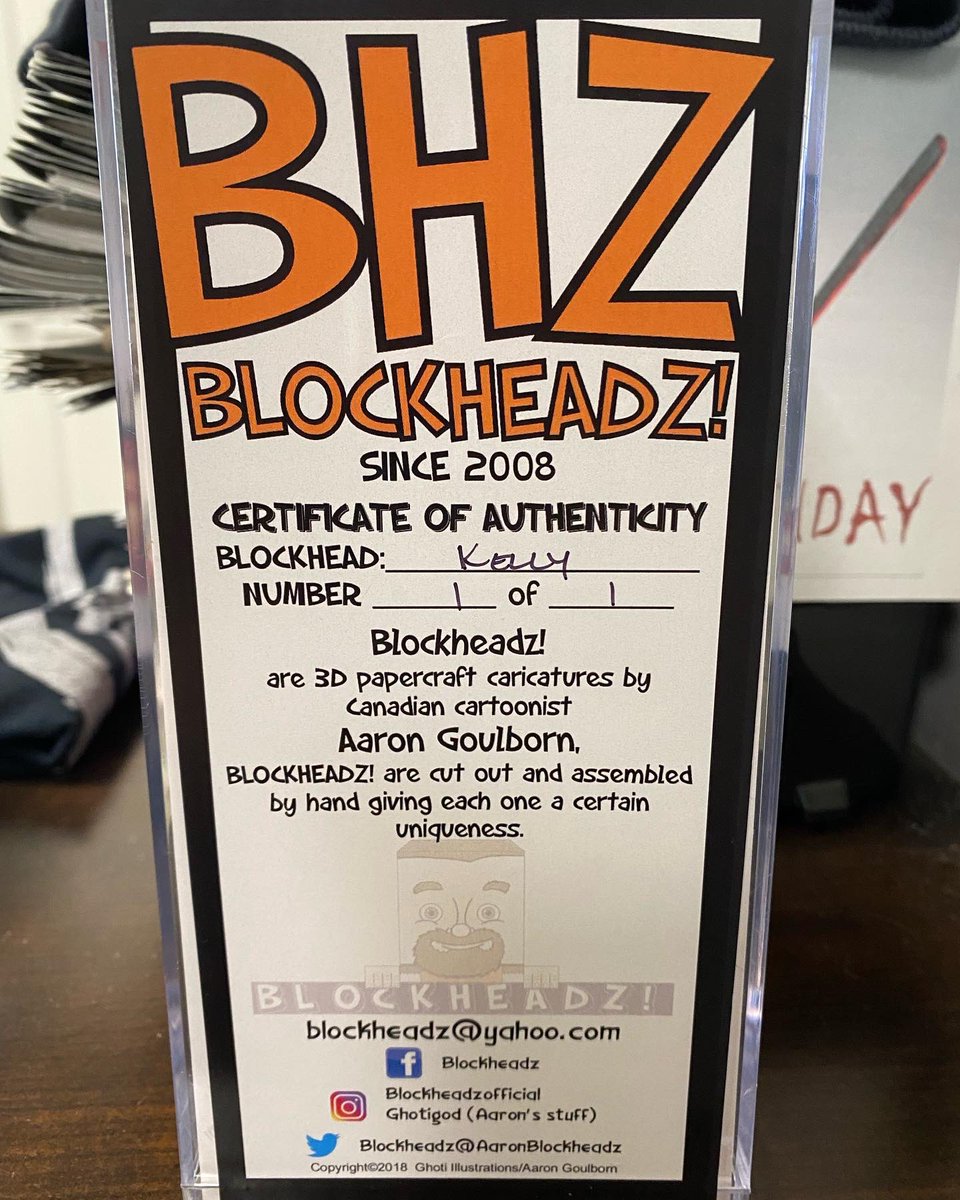 BHZ
BLOCKHEADZ!
SINCE 2008
CERTIFICATE OF AUTHENTICITY
BLOCKHEAD: Kelly
NUMBER 1 of 1
Blockheadz!
are 3D papercraft caricatures by
Canadian cartoonist
Aaron Goulborn,
BLOCKHEADZ! are cut out and assembled
by hand giving each one a certain
uniqueness.
BLOCKHEADZ!
blockheadz@yahoo.com
Blockheadz
Blockheadzofficial
Ghotigod (Aaron's stuff)
Blockheadz@AaronBlockheadz
Copyright©2018 Ghoti Illustrations/Aaron Goulborn
DAY